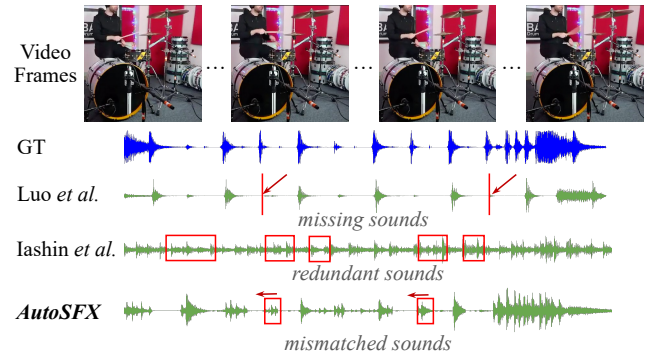 Video
Frames
... ... ...
GT
Luo et al.
missing sounds
Iashin et al.
redundant sounds
AutoSFX
mismatched sounds